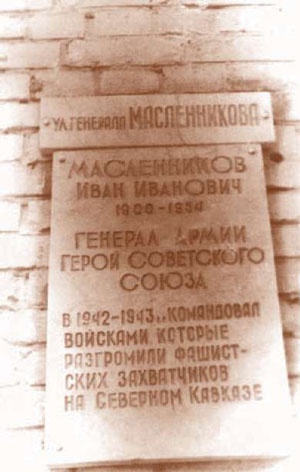 ул. генерала МАСЛЕННИКОВА
МАСЛЕННИКОВ
ИВАН ИВАНОВИЧ
1900-1954
ГЕНЕРАЛ АРМИИ
ГЕРОЙ СОВЕТСКОГО
СОЮЗА
В 1942-1943 г.г. КОМАНДОВАЛ
ВОЙСКАМИ, КОТОРЫЕ
РАЗГРОМИЛИ ФАШИСТ-
СКИХ ЗАХВАТЧИКОВ
НА СЕВЕРНОМ КАВКАЗЕ